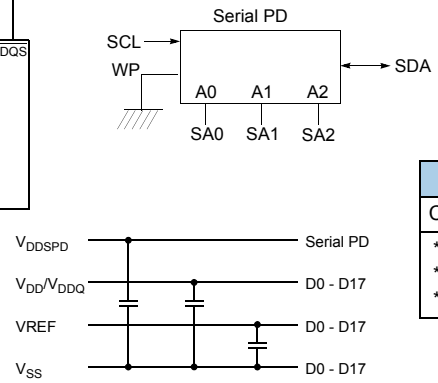 Serial PD
DQS
SCL
WP
SDA
A0 A1 A2
SA0 SA1 SA2
VDDSPD Serial PD
VDD/VDDQ D0 - D17
VREF D0 - D17
VSS D0 - D17
*
*
*